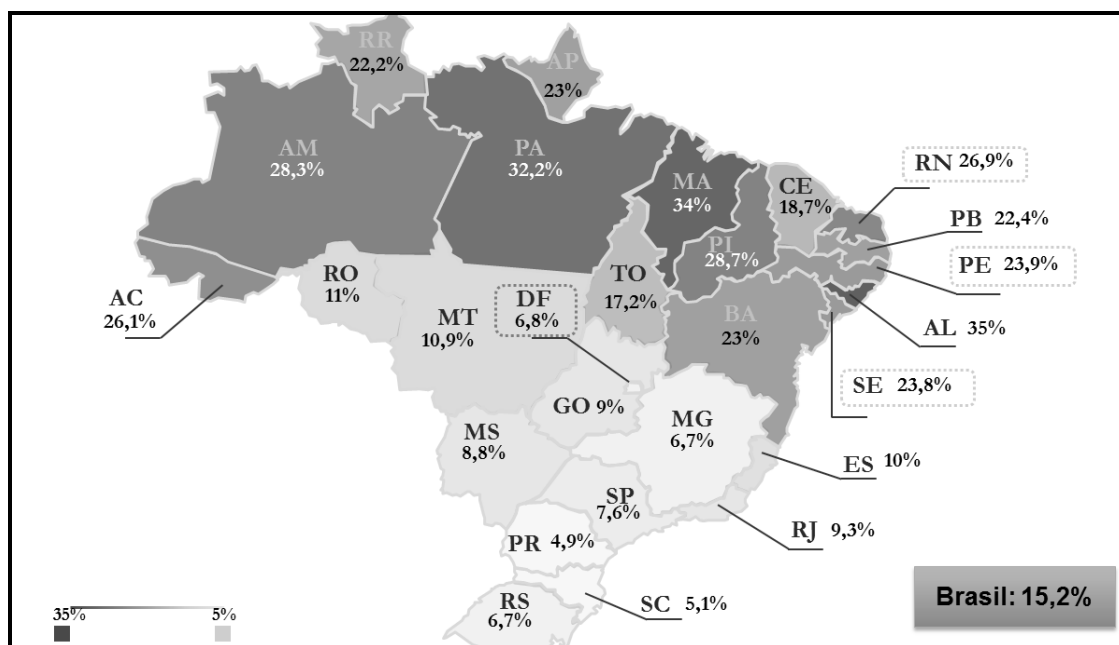 RR
22,2%
AP
23%
AM
28,3%
PA
32,2%
MA
34%
CE
18,7%
RN 26,9%
PB 22,4%
PI
28,7%
PE 23,9%
RO
11%
TO
17,2%
AC
26,1%
DF
6,8%
MT
10,9%
BA
23%
AL 35%
SE 23,8%
GO 9%
MG
6,7%
MS
8,8%
ES 10%
SP
7,6%
RJ 9,3%
PR 4,9%
SC 5,1%
RS
6,7%
Brasil: 15,2%
35% 5%